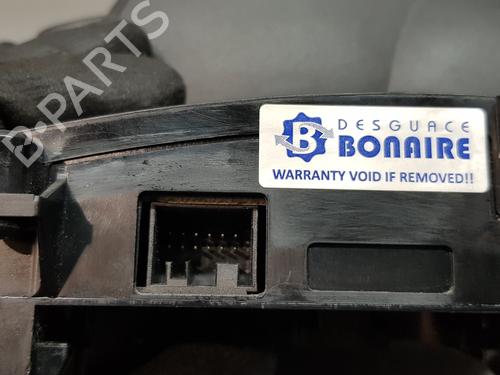 B-PARTS
B
DESGUACE
BONAIRE
WARRANTY VOID IF REMOVED!!